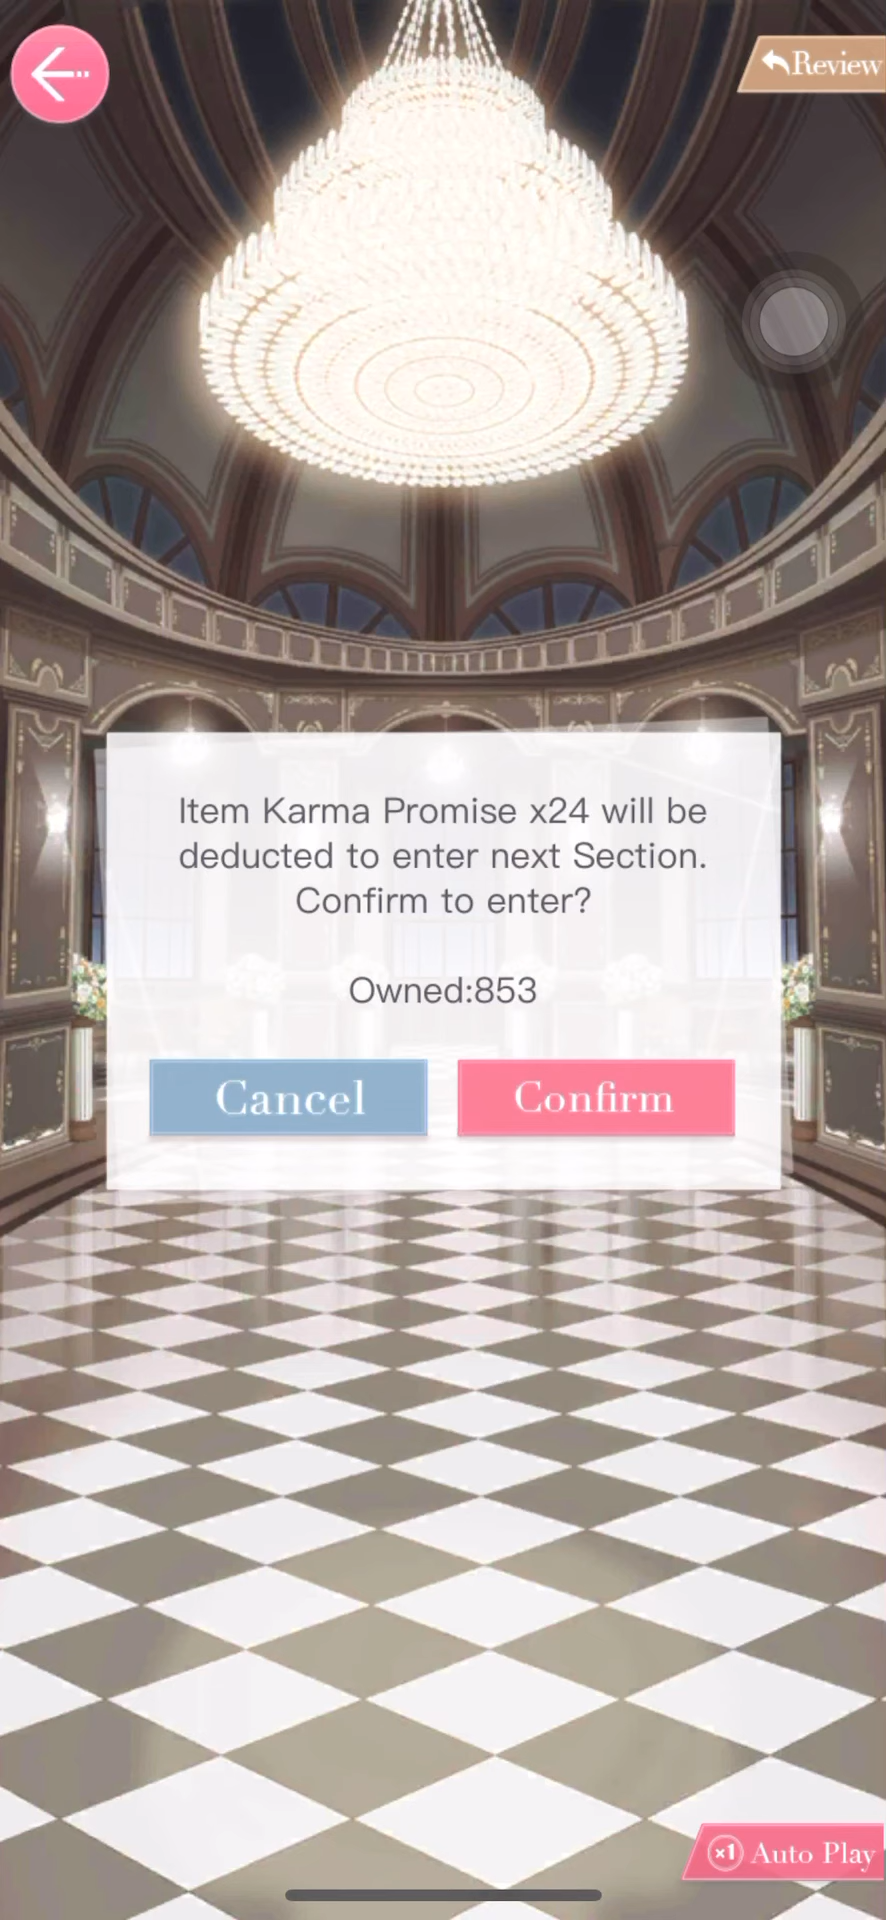 Review
Item Karma Promise x24 will be
deducted to enter next Section.
Confirm to enter?
Owned:853
Cancel
Confirm
x1 Auto Play